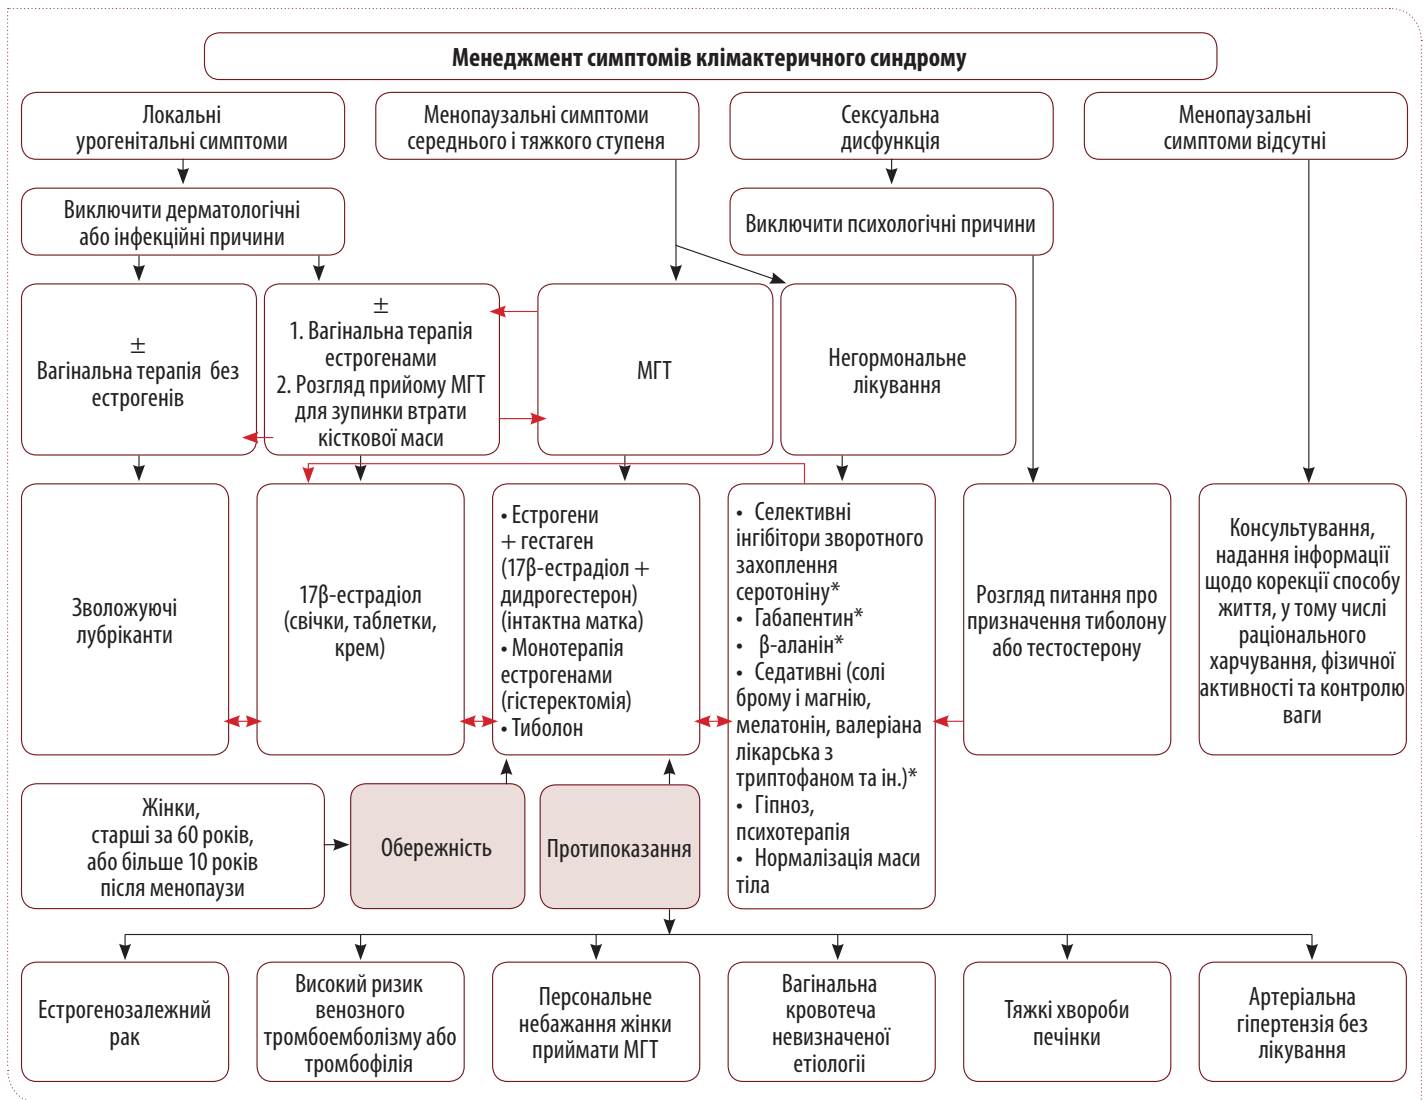 Менеджмент симптомів клімактеричного синдрому
Локальні
урогенітальні симптоми
Менопаузальні симптоми
середнього і тяжкого ступеня
Сексуальна
дисфункція
Менопаузальні
симптоми відсутні
Виключити дерматологічні
або інфекційні причини
Виключити психологічні причини
±
Вагінальна терапія без
естрогенів
±
1. Вагінальна терапія
естрогенами
2. Розгляд прийому МГТ
для зупинки втрати
кісткової маси
МГТ
Негормональне
лікування
Зволожуючі
лубріканти
17β-естрадіол
(свічки, таблетки,
крем)
• Естрогени
+ гестаген
(17β-естрадіол +
дидрогестерон)
(інтактна матка)
• Монотерапія
естрогенами
(гістеректомія)
• Тиболон
• Селективні
інгібітори зворотного
захоплення
серотоніну*
• Габапентин*
• β-аланін*
• Седативні (солі
брому і магнію,
мелатонін, валеріана
лікарська з
триптофаном та ін.)*
• Гіпноз,
психотерапія
• Нормалізація маси
тіла
Розгляд питання про
призначення тиболону
або тестостерону
Консультування,
надання інформації
щодо корекції способу
життя, у тому числі
раціонального
харчування, фізичної
активності та контролю
ваги
Жінки,
старші за 60 років,
або більше 10 років
після менопаузи
Обережність
Протипоказання
Естрогенозалежний
рак
Високий ризик
венозного
тромбоемболізму або
тромбофілія
Персональне
небажання жінки
приймати МГТ
Вагінальна
кровотеча
невизначеної
етіології
Тяжкі хвороби
печінки
Артеріальна
гіпертензія без
лікування